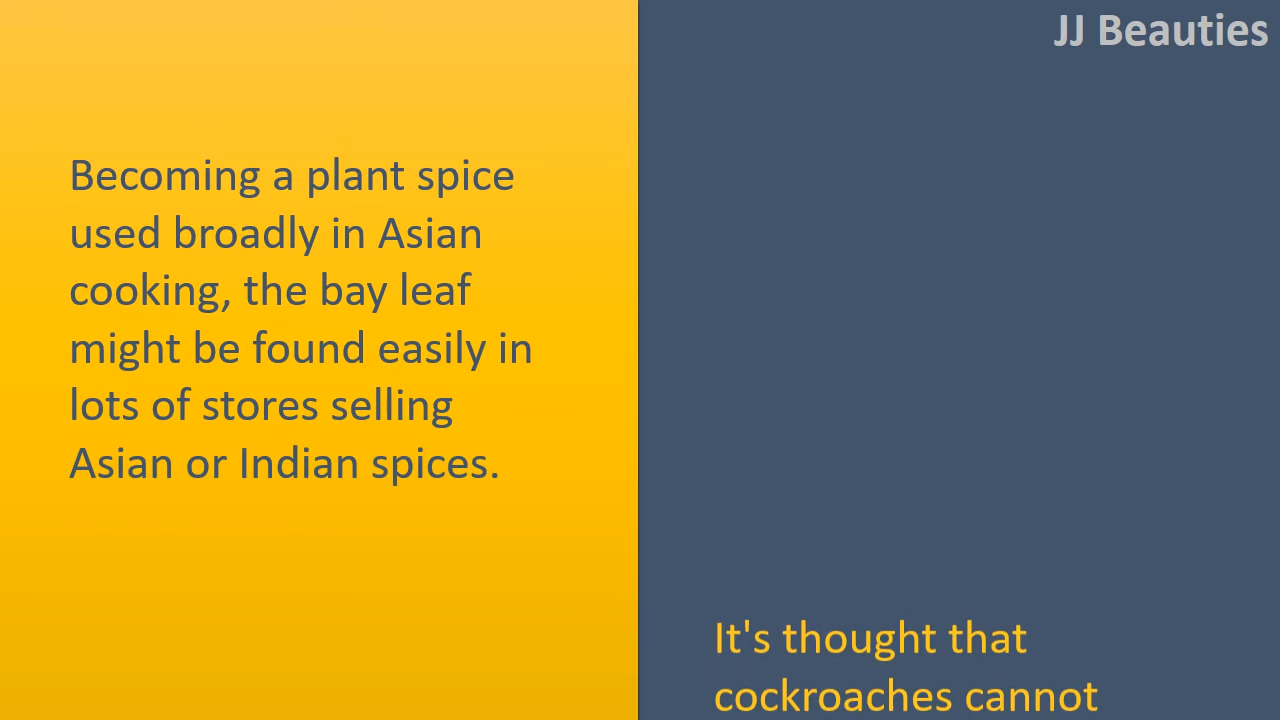 JJ Beauties
Becoming a plant spice
used broadly in Asian
cooking, the bay leaf
might be found easily in
lots of stores selling
Asian or Indian spices.
It's thought that
cockroaches cannot